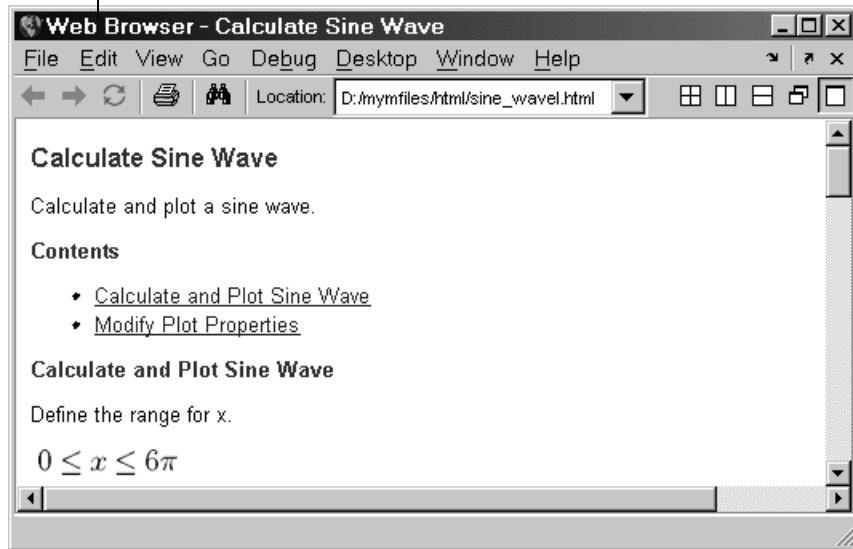 Web Browser - Calculate Sine Wave
File Edit View Go Debug Desktop Window Help
Location: D:/mymfiles/html/sine_wavel.html
Calculate Sine Wave
Calculate and plot a sine wave.
Contents
• Calculate and Plot Sine Wave
• Modify Plot Properties
Calculate and Plot Sine Wave
Define the range for x.
0 ≤ x ≤ 6π